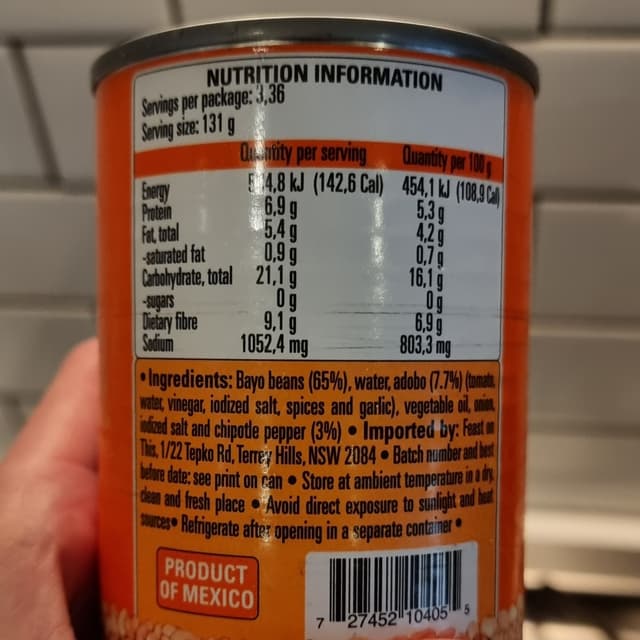 NUTRITION INFORMATION
Servings per package: 3,36
Serving size: 131 g
Quantity per serving Quantity per 100 g
Energy 4,8 kJ (142,6 Cal) 454,1 kJ (108,9 Cal)
Protein 6,9 g 5,3 g
Fat, total 5,4 g 4,2 g
-saturated fat 0,9 g 0,7 g
Carbohydrate, total 21,1 g 16,1 g
-sugars 0 g 0 g
Dietary fibre 9,1 g 6,9 g
Sodium 1052,4 mg 803,3 mg
• Ingredients: Bayo beans (65%), water, adobo (7.7%) (tomato,
water, vinegar, iodized salt, spices and garlic), vegetable oil, onion,
iodized salt and chipotle pepper (3%) • Imported by: Feast on
This, 1/22 Tepko Rd, Terrey Hills, NSW 2084 • Batch number and best
before date: see print on can • Store at ambient temperature in a dry,
clean and fresh place • Avoid direct exposure to sunlight and heat
sources • Refrigerate after opening in a separate container •
PRODUCT
OF MEXICO
7 27452 10405 5